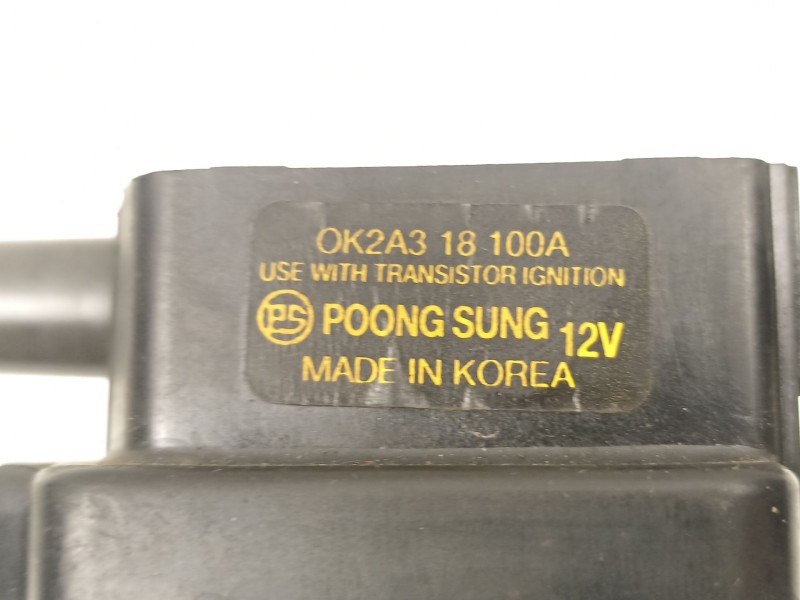 OK2A3 18 100A
USE WITH TRANSISTOR IGNITION
PS POONG SUNG 12V
MADE IN KOREA